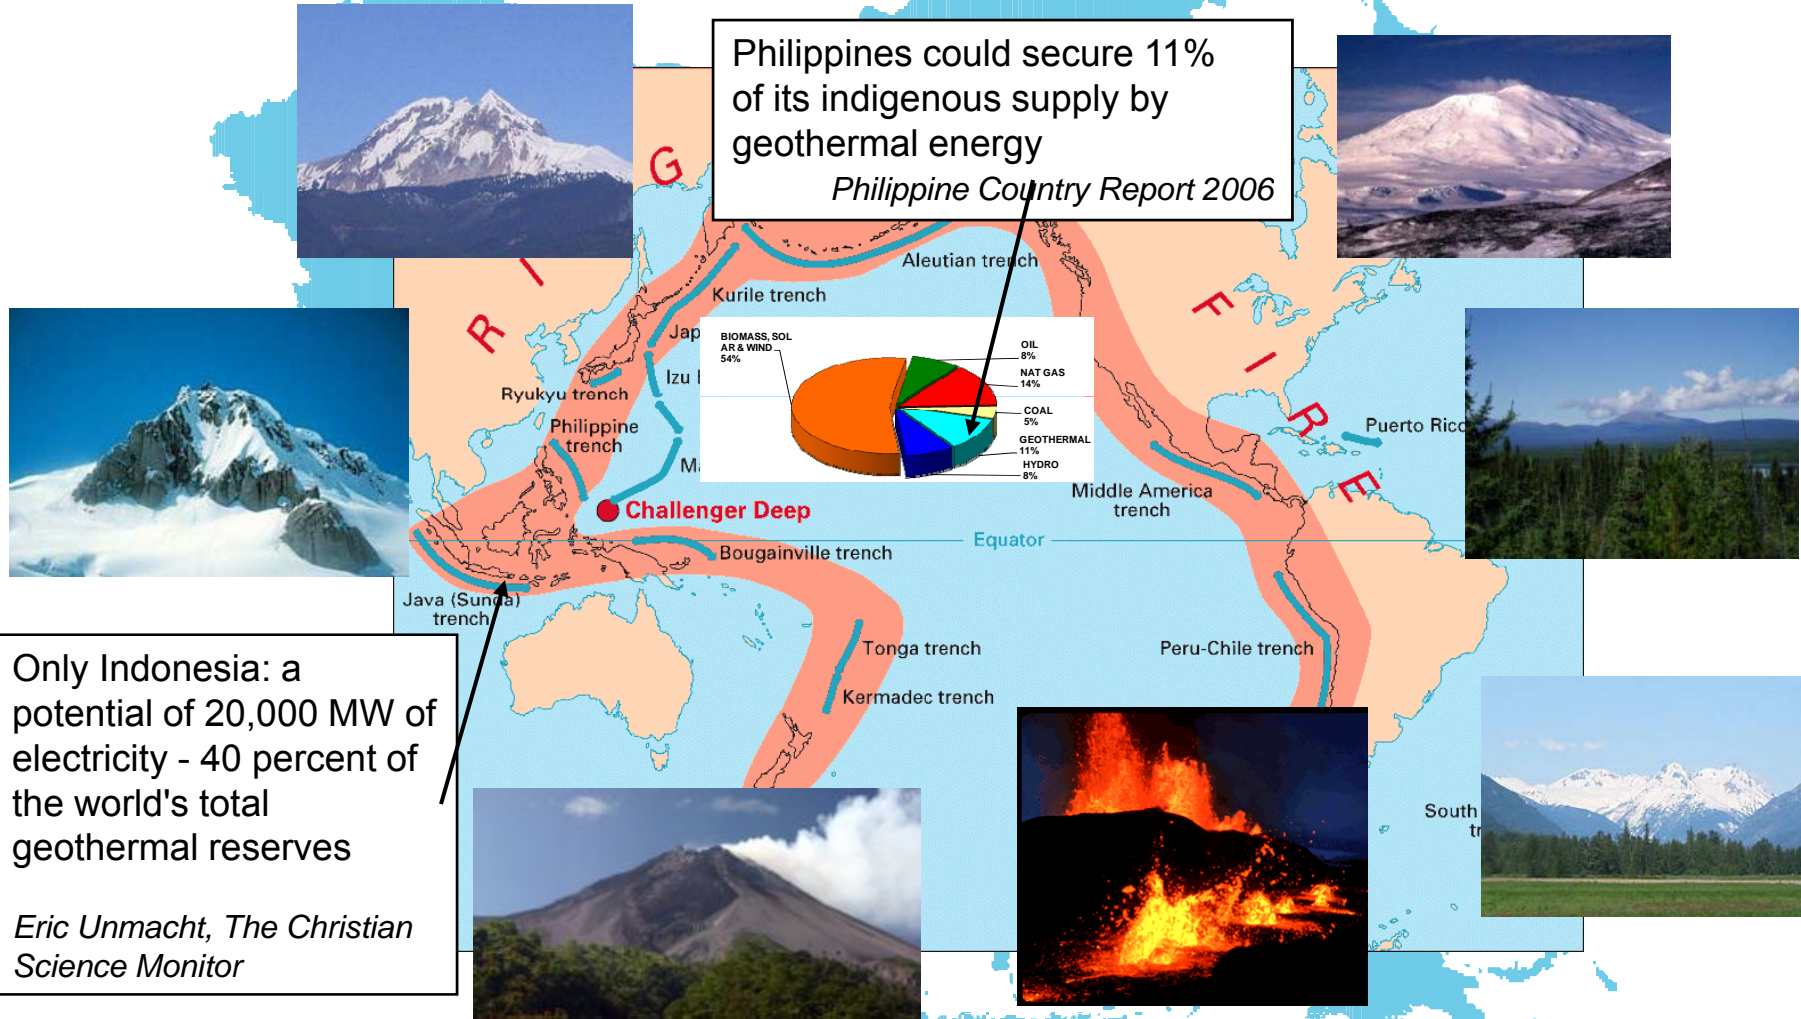 Philippines could secure 11%
of its indigenous supply by
geothermal energy
Philippine Country Report 2006
R
I
N
G
F
I
R
E
Aleutian trench
Kurile trench
Izu
Ryukyu trench
Philippine
trench
Challenger Deep
Bougainville trench
Equator
Java (Sunda)
trench
Tonga trench
Kermadec trench
Middle America
trench
Peru-Chile trench
Puerto Rico
South
BIOMASS, SOL
AR & WIND
54%
OIL
8%
NAT GAS
14%
COAL
5%
GEOTHERMAL
11%
HYDRO
8%
Only Indonesia: a
potential of 20,000 MW of
electricity - 40 percent of
the world's total
geothermal reserves
Eric Unmacht, The Christian
Science Monitor